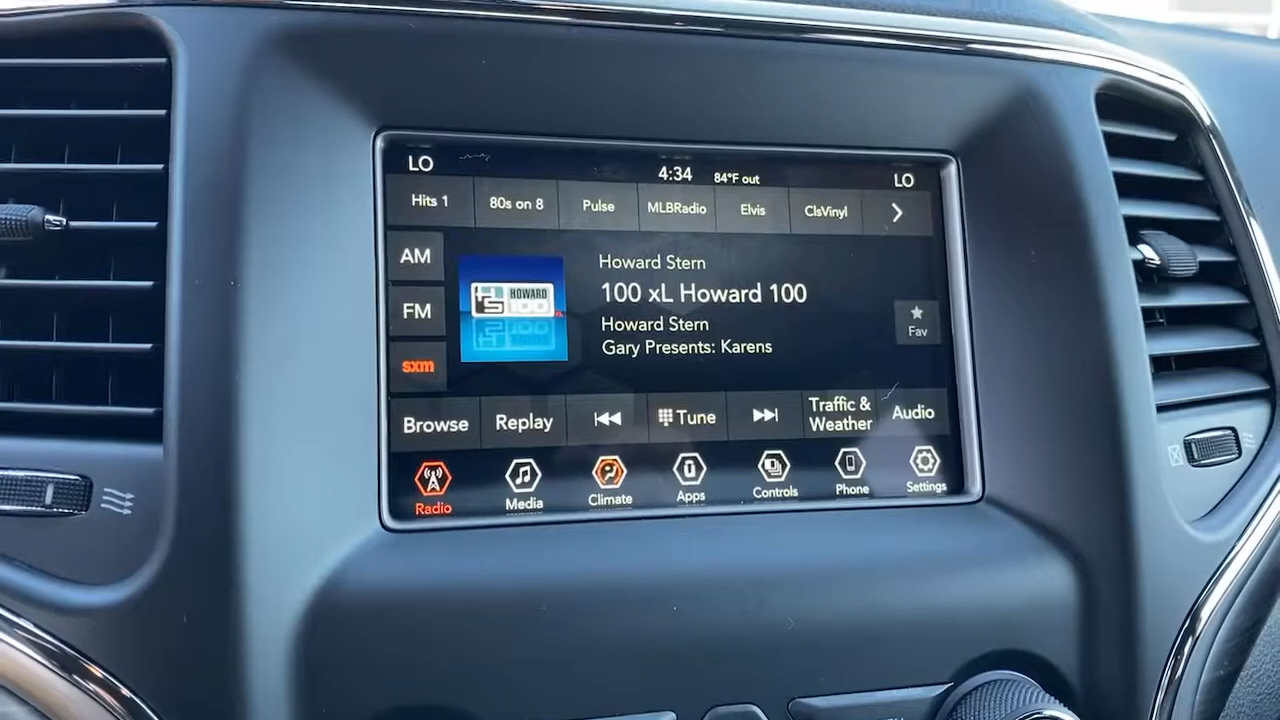 LO 4:34 84°F out LO
Hits 1 80s on 8 Pulse MLBRadio Elvis ClsVinyl
AM
FM
sxm
HOWARD
100
Howard Stern
100 xL Howard 100
Howard Stern
Gary Presents: Karens
Fav
Browse Replay Tune Traffic & Weather Audio
Radio Media Climate Apps Controls Phone Settings